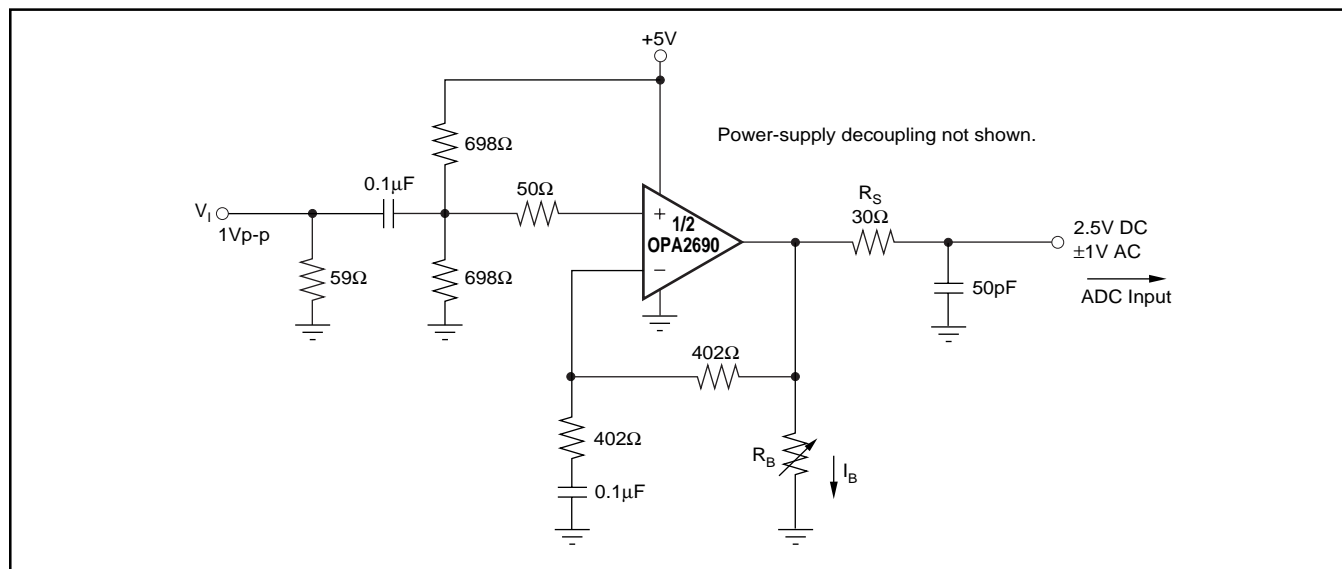 +5V
Power-supply decoupling not shown.
698Ω
0.1µF
50Ω
V_I
1Vp-p
+
1/2
OPA2690
−
R_S
30Ω
2.5V DC
±1V AC
ADC Input
59Ω
698Ω
50pF
402Ω
402Ω
R_B
I_B
0.1µF